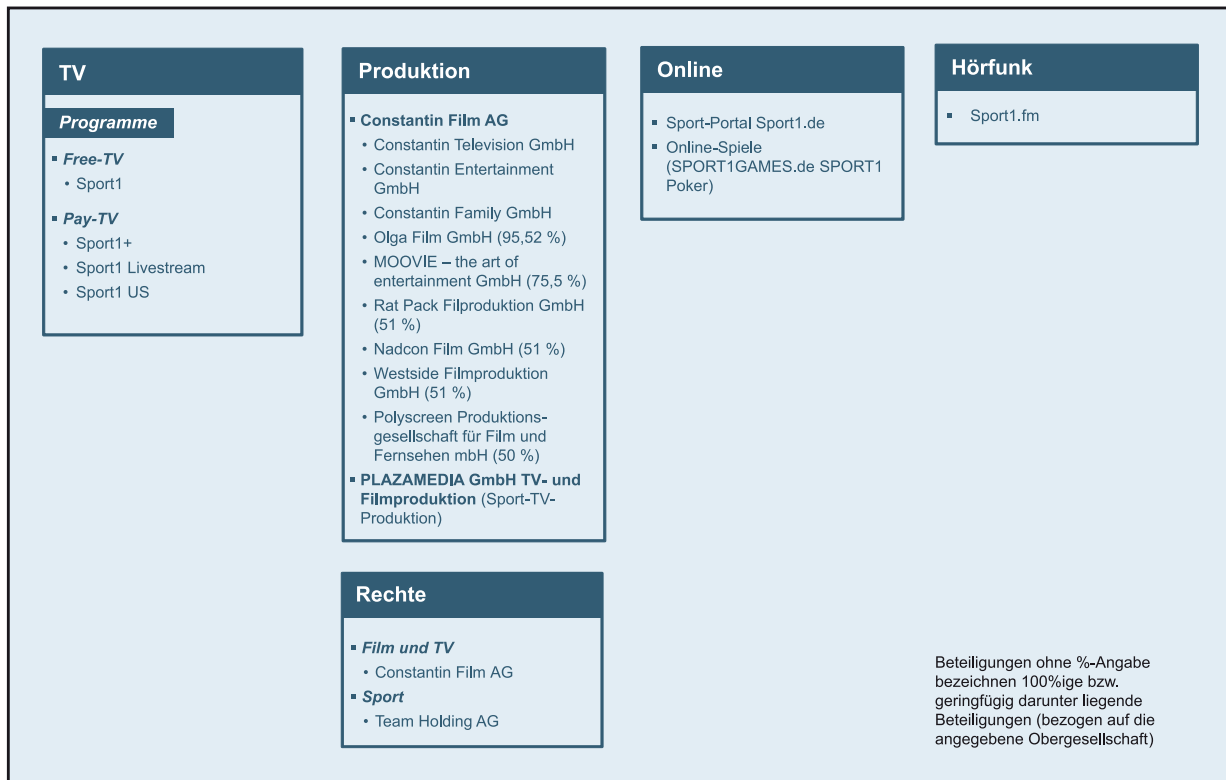 TV
Programme
▪ Free-TV
• Sport1
▪ Pay-TV
• Sport1+
• Sport1 Livestream
• Sport1 US
Produktion
▪ Constantin Film AG
• Constantin Television GmbH
• Constantin Entertainment
GmbH
• Constantin Family GmbH
• Olga Film GmbH (95,52 %)
• MOOVIE – the art of
entertainment GmbH (75,5 %)
• Rat Pack Filproduktion GmbH
(51 %)
• Nadcon Film GmbH (51 %)
• Westside Filmproduktion
GmbH (51 %)
• Polyscreen Produktions-
gesellschaft für Film und
Fernsehen mbH (50 %)
▪ PLAZAMEDIA GmbH TV- und
Filmproduktion (Sport-TV-
Produktion)
Online
▪ Sport-Portal Sport1.de
▪ Online-Spiele
(SPORT1GAMES.de SPORT1
Poker)
Hörfunk
▪ Sport1.fm
Rechte
▪ Film und TV
• Constantin Film AG
▪ Sport
• Team Holding AG
Beteiligungen ohne %-Angabe
bezeichnen 100%ige bzw.
geringfügig darunter liegende
Beteiligungen (bezogen auf die
angegebene Obergesellschaft)